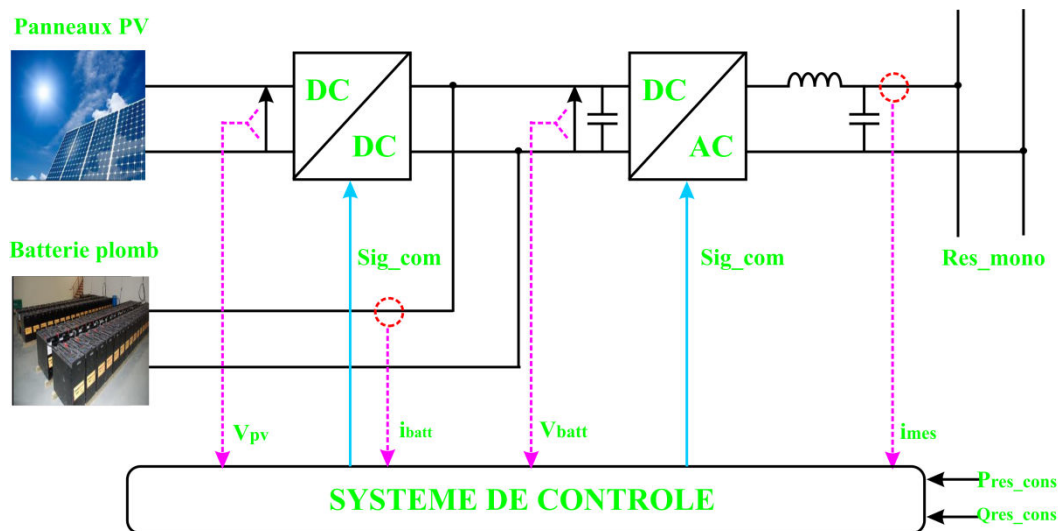 Panneaux PV
DC
DC
DC
AC
Batterie plomb
Sig_com
Sig_com
Res_mono
Vpv
ibatt
Vbatt
imes
SYSTEME DE CONTROLE
Pres_cons
Qres_cons